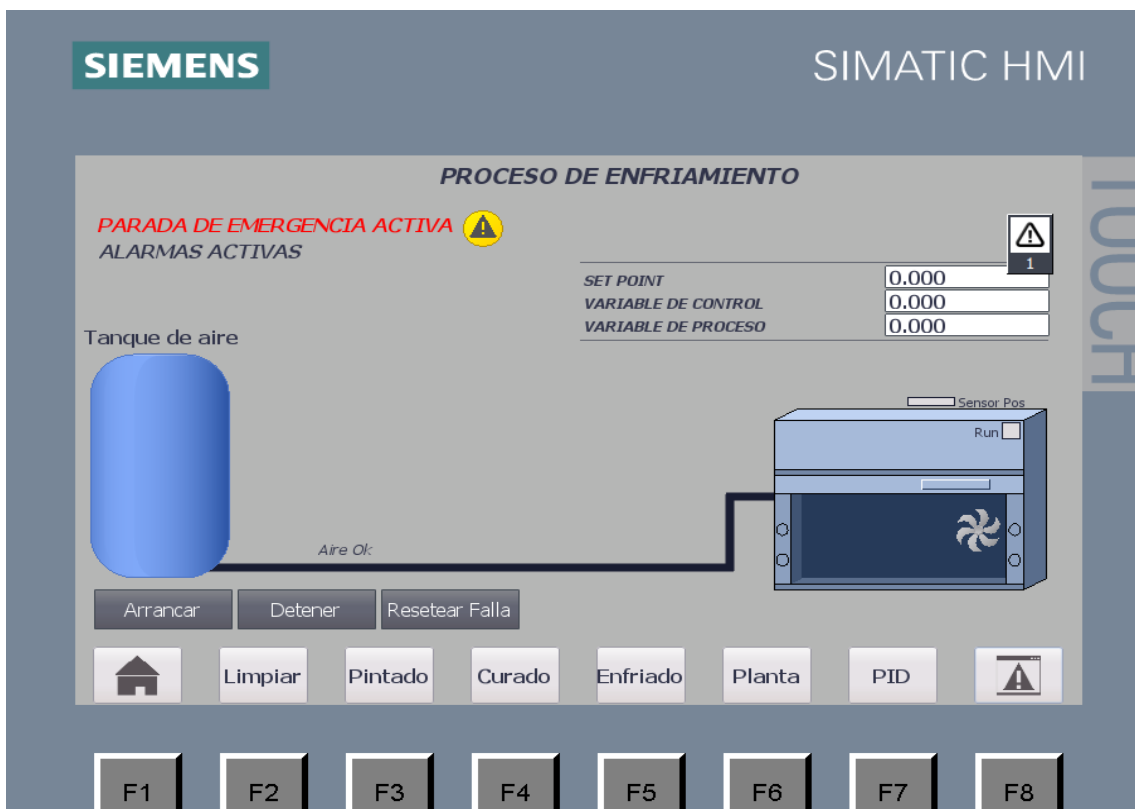 SIEMENS
SIMATIC HMI
TOUCH
PROCESO DE ENFRIAMIENTO
PARADA DE EMERGENCIA ACTIVA
ALARMAS ACTIVAS
1
SET POINT 0.000
VARIABLE DE CONTROL 0.000
VARIABLE DE PROCESO 0.000
Tanque de aire
Sensor Pos
Run
Aire Ok
Arrancar Detener Resetear Falla
Limpiar Pintado Curado Enfriado Planta PID
F1 F2 F3 F4 F5 F6 F7 F8